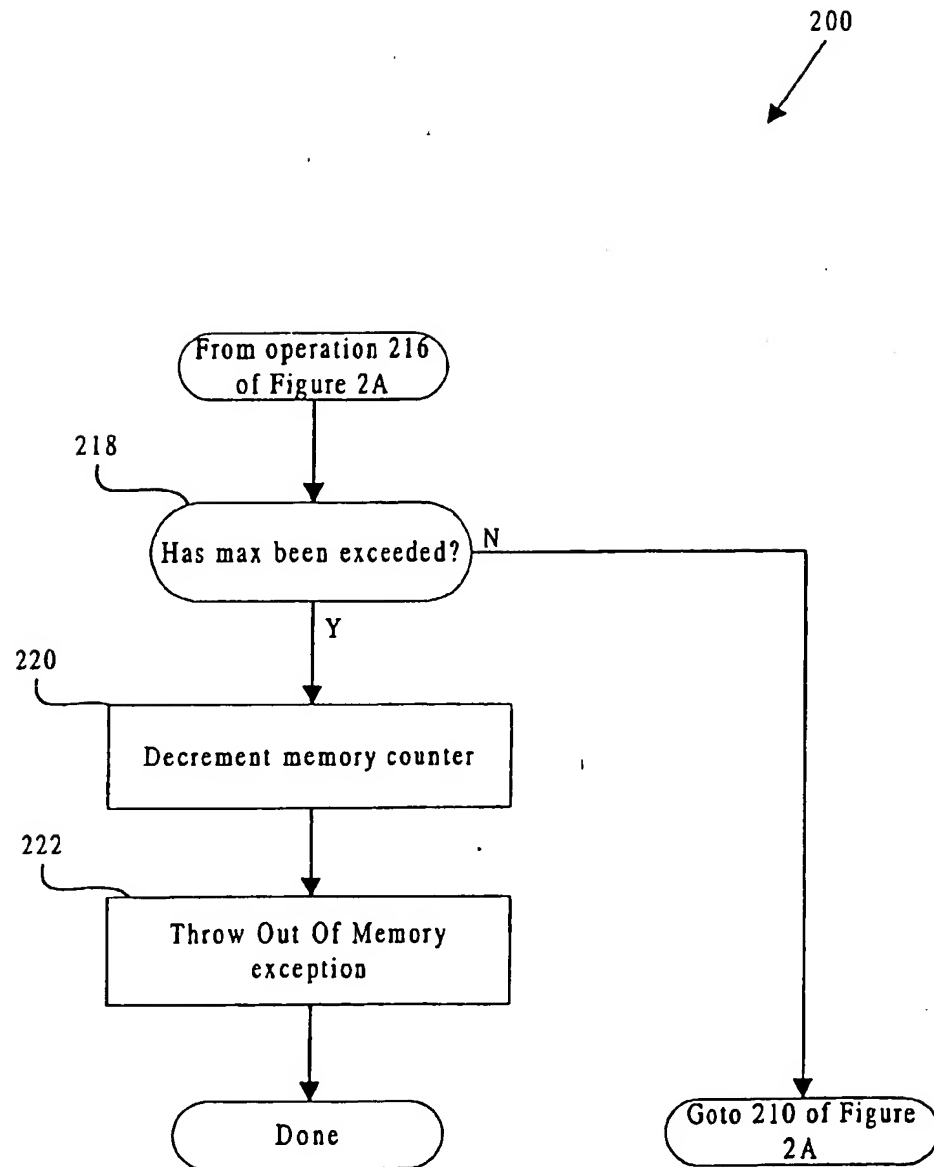 200
From operation 216
of Figure 2A
218
Has max been exceeded?
N
Y
220
Decrement memory counter
222
Throw Out Of Memory
exception
Done
Goto 210 of Figure
2A